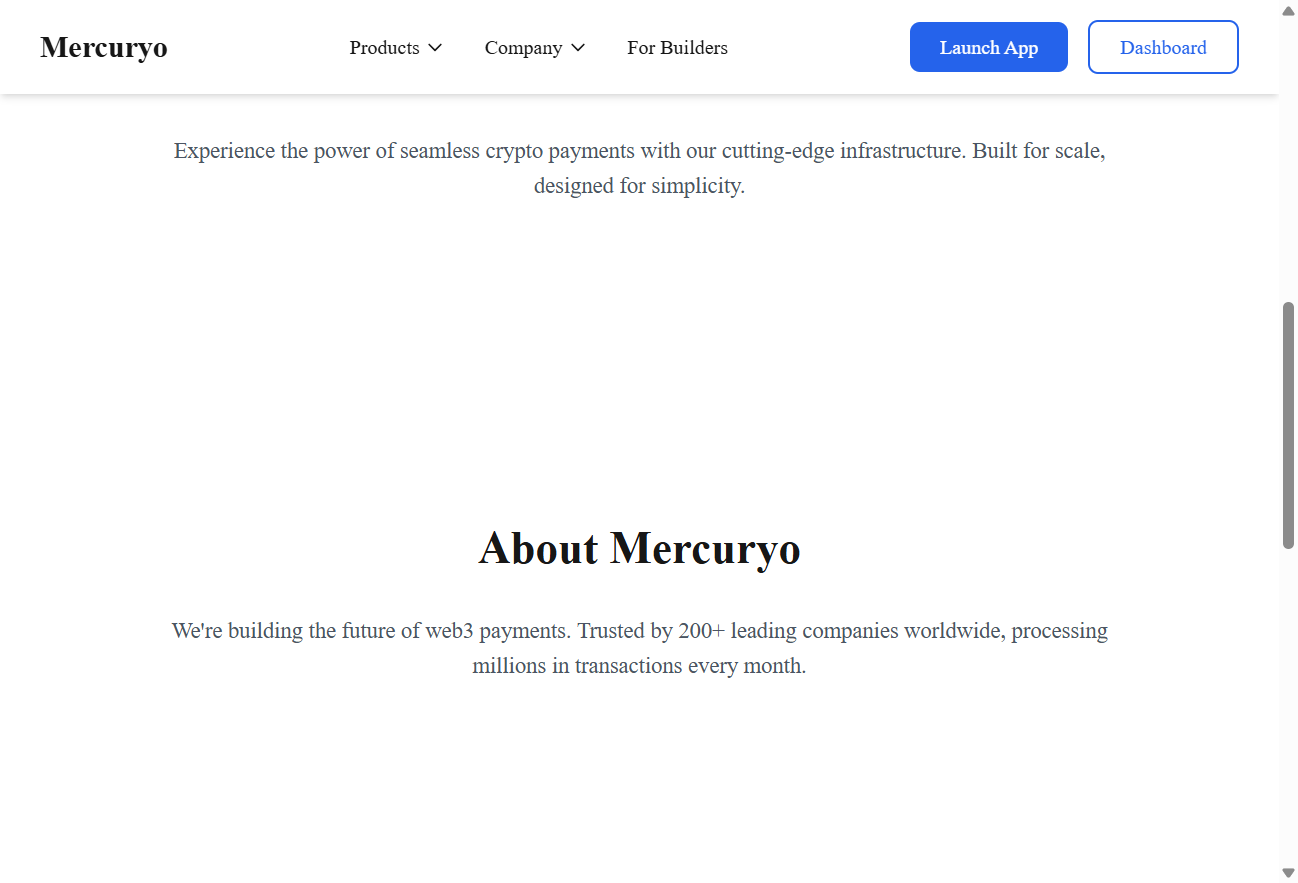 Mercuryo
Products
Company
For Builders
Launch App
Dashboard
Experience the power of seamless crypto payments with our cutting-edge infrastructure. Built for scale,
designed for simplicity.
About Mercuryo
We're building the future of web3 payments. Trusted by 200+ leading companies worldwide, processing
millions in transactions every month.